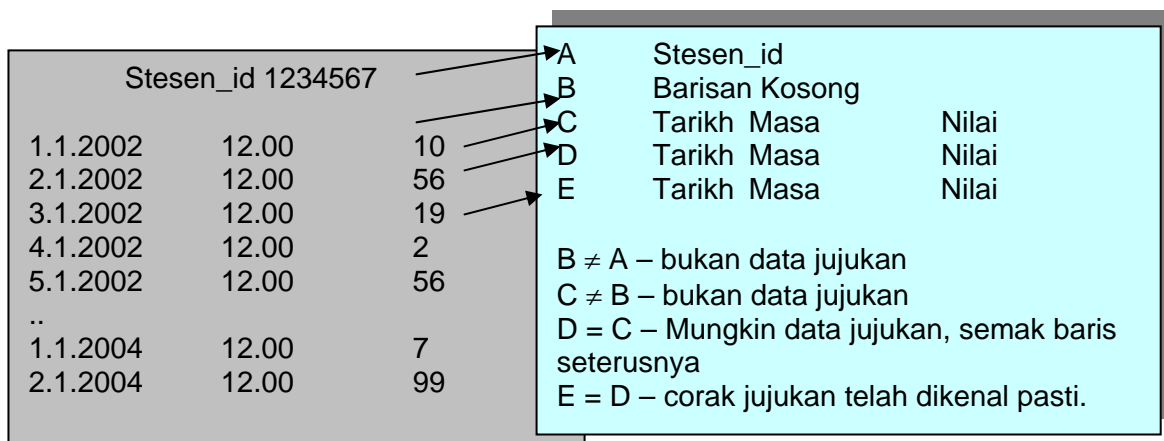 Stesen_id 1234567
1.1.2002 12.00 10
2.1.2002 12.00 56
3.1.2002 12.00 19
4.1.2002 12.00 2
5.1.2002 12.00 56
..
1.1.2004 12.00 7
2.1.2004 12.00 99
A Stesen_id
B Barisan Kosong
C Tarikh Masa Nilai
D Tarikh Masa Nilai
E Tarikh Masa Nilai
B ≠ A – bukan data jujukan
C ≠ B – bukan data jujukan
D = C – Mungkin data jujukan, semak baris
seterusnya
E = D – corak jujukan telah dikenal pasti.